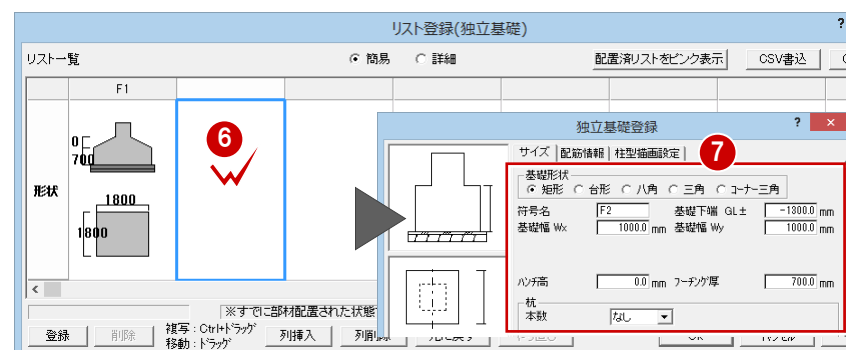 リスト登録(独立基礎)
?
リスト一覧
簡易
詳細
配置済リストをピンク表示
CSV書込
F1
形状
0
700
1800
1800
6
独立基礎登録
?
×
7
サイズ
配筋情報
柱型描画設定
基礎形状
矩形
台形
八角
三角
コーナー三角
符号名
F2
基礎下端 GL±
-1300.0 mm
基礎幅 Wx
1000.0 mm
基礎幅 Wy
1000.0 mm
ハンチ高
0.0 mm
フーチング厚
700.0 mm
杭
本数
なし
<
※すでに部材配置された状態で
登録
削除
複写：Ctrl+ドラッグ
移動：ドラッグ
列挿入
列削除